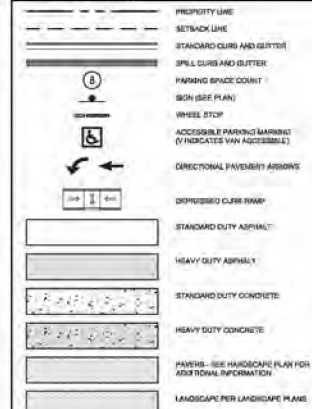 PROPERTY LINE
SETBACK LINE
STANDARD CURB AND GUTTER
SPILL CURB AND GUTTER
8
PARKING SPACE COUNT
SIGN (SEE PLAN)
WHEEL STOP
ACCESSIBLE PARKING MARKING
(V INDICATES VAN ACCESSIBLE)
DIRECTIONAL PAVEMENT ARROWS
DEPRESSED CURB RAMP
STANDARD DUTY ASPHALT
HEAVY DUTY ASPHALT
STANDARD DUTY CONCRETE
HEAVY DUTY CONCRETE
PAVERS - SEE HARDSCAPE PLAN FOR
ADDITIONAL INFORMATION
LANDSCAPE PER LANDSCAPE PLANS